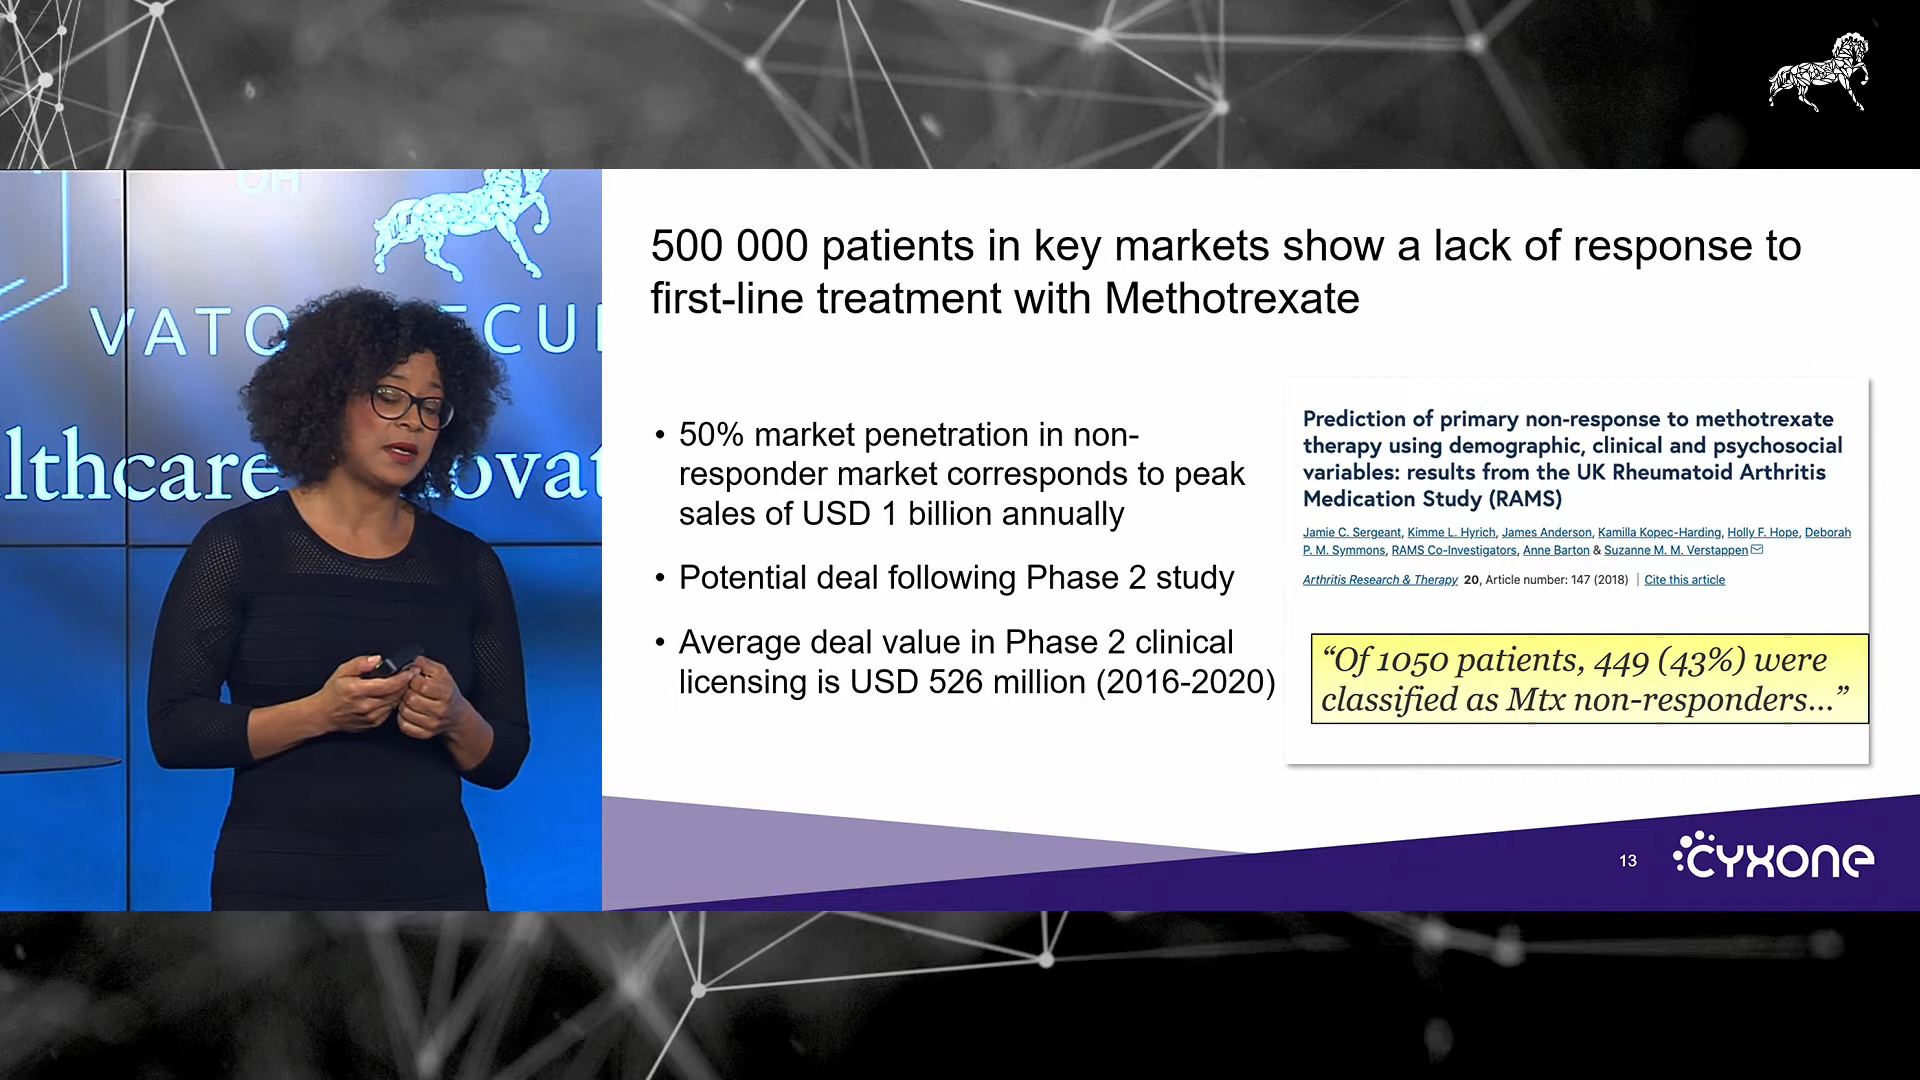 OH
VATO
ECUI
lthcare
ovat
500 000 patients in key markets show a lack of response to
first-line treatment with Methotrexate
• 50% market penetration in non-
responder market corresponds to peak
sales of USD 1 billion annually
• Potential deal following Phase 2 study
• Average deal value in Phase 2 clinical
licensing is USD 526 million (2016-2020)
Prediction of primary non-response to methotrexate
therapy using demographic, clinical and psychosocial
variables: results from the UK Rheumatoid Arthritis
Medication Study (RAMS)
Jamie C. Sergeant, Kimme L. Hyrich, James Anderson, Kamilla Kopec-Harding, Holly F. Hope, Deborah
P. M. Symmons, RAMS Co-Investigators, Anne Barton & Suzanne M. M. Verstappen
Arthritis Research & Therapy 20, Article number: 147 (2018) | Cite this article
“Of 1050 patients, 449 (43%) were
classified as Mtx non-responders...”
13
CYXONE